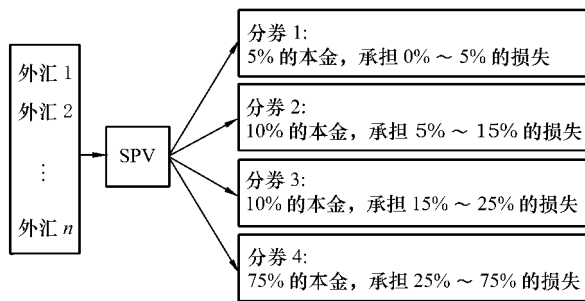 外汇 1
外汇 2
⋮
外汇 n
SPV
分券 1:
5% 的本金，承担 0% ～ 5% 的损失
分券 2:
10% 的本金，承担 5% ～ 15% 的损失
分券 3:
10% 的本金，承担 15% ～ 25% 的损失
分券 4:
75% 的本金，承担 25% ～ 75% 的损失